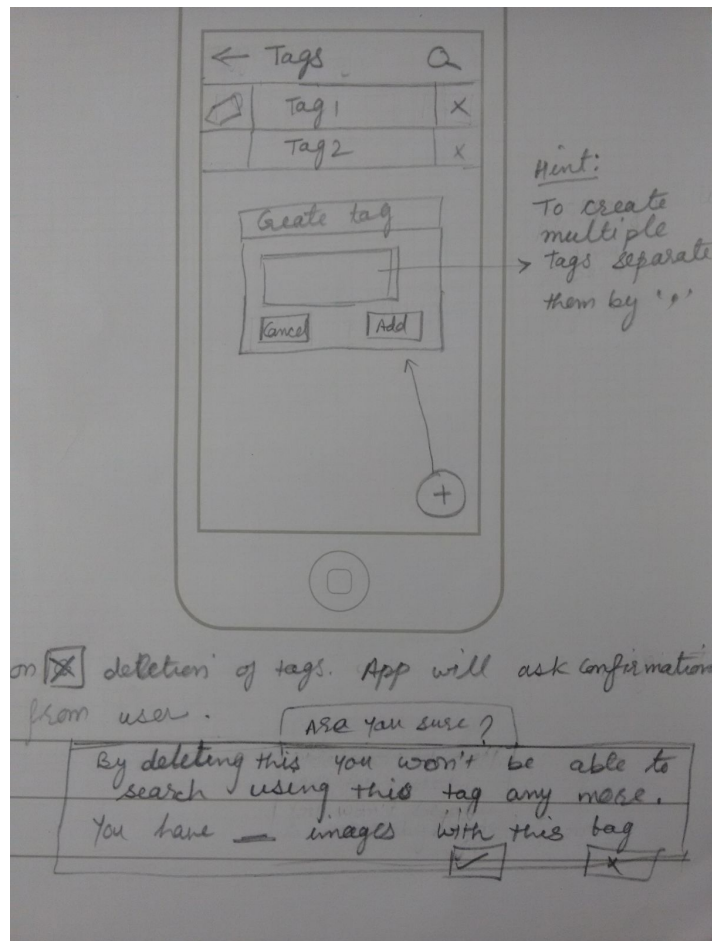 ← Tags
Tag 1 x
Tag 2 x
Create tag
Cancel Add
+
Hint:
To create
multiple
tags separate
them by ','
on X deletion of tags. App will ask confirmation
from user.
Are you sure?
By deleting this you won't be able to
search using this tag any more.
You have __ images with this tag
✓ x